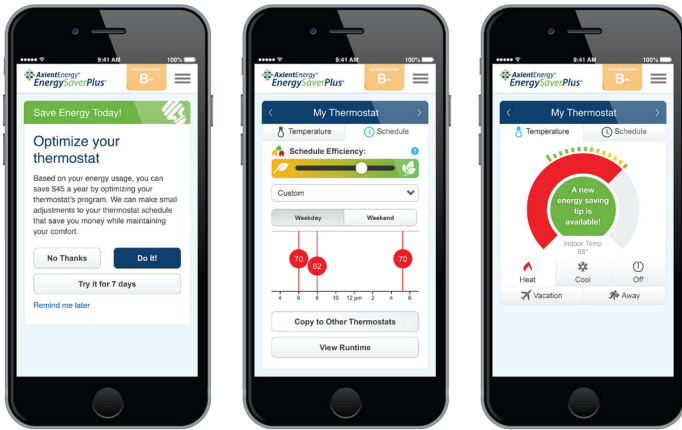 9:41 AM
100%
AxientEnergy®
EnergySaverPlus®
SCORECARD
B-
Save Energy Today!
Optimize your
thermostat
Based on your energy usage, you can
save $45 a year by optimizing your
thermostat's program. We can make small
adjustments to your thermostat schedule
that save you money while maintaining
your comfort.
No Thanks
Do It!
Try it for 7 days
Remind me later
9:41 AM
100%
AxientEnergy®
EnergySaverPlus®
SCORECARD
B-
My Thermostat
Temperature
Schedule
Schedule Efficiency:
?
Custom
Weekday
Weekend
70
62
70
4 6 8 10 12 pm 2 4 6
Copy to Other Thermostats
View Runtime
9:41 AM
100%
AxientEnergy®
EnergySaverPlus®
SCORECARD
B-
My Thermostat
Temperature
Schedule
A new
energy saving
tip is
available!
Indoor Temp
66°
Heat
Cool
Off
Vacation
Away